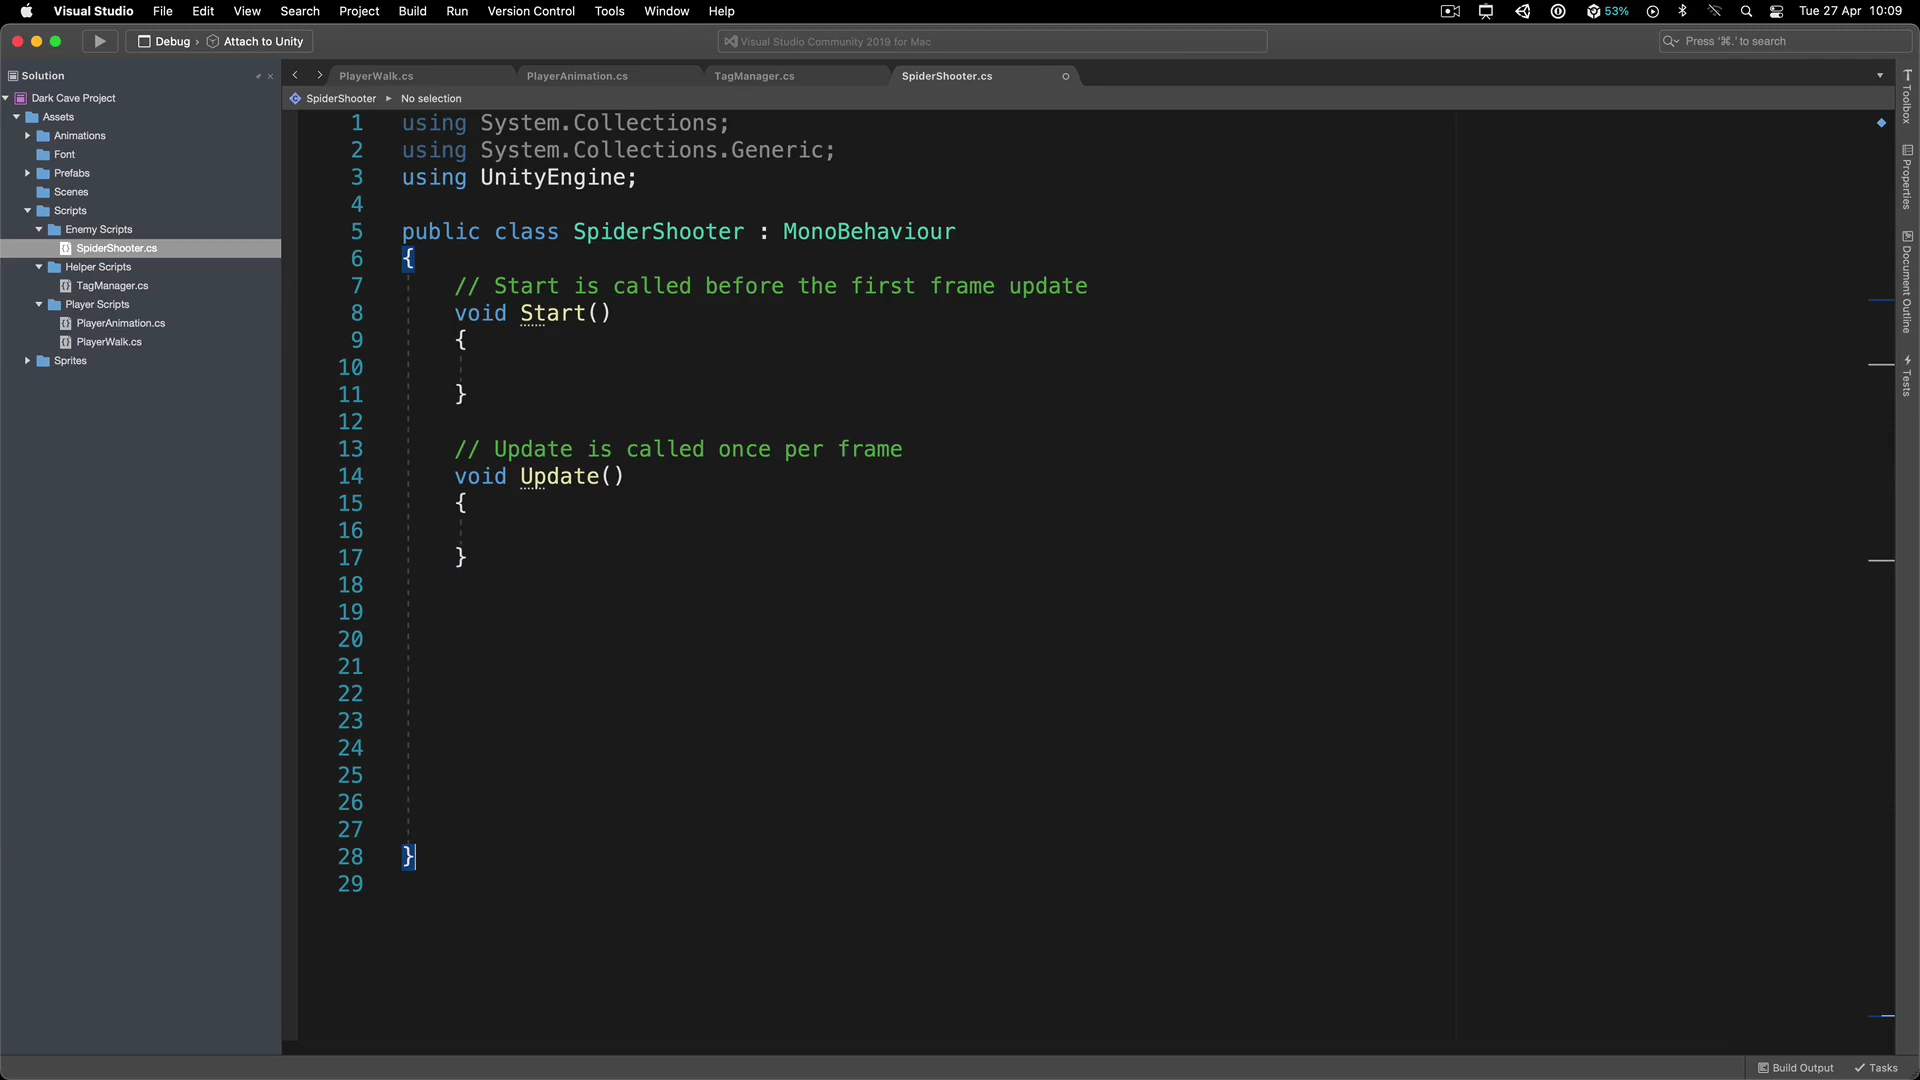 Visual Studio File Edit View Search Project Build Run Version Control Tools Window Help 53% Tue 27 Apr 10:09
Debug › Attach to Unity Visual Studio Community 2019 for Mac Press '⌘.' to search
Solution
Dark Cave Project
Assets
Animations
Font
Prefabs
Scenes
Scripts
Enemy Scripts
SpiderShooter.cs
Helper Scripts
TagManager.cs
Player Scripts
PlayerAnimation.cs
PlayerWalk.cs
Sprites
PlayerWalk.cs PlayerAnimation.cs TagManager.cs SpiderShooter.cs
SpiderShooter No selection
1 using System.Collections;
2 using System.Collections.Generic;
3 using UnityEngine;
4
5 public class SpiderShooter : MonoBehaviour
6 {
7 // Start is called before the first frame update
8 void Start()
9 {
10
11 }
12
13 // Update is called once per frame
14 void Update()
15 {
16
17 }
18
19
20
21
22
23
24
25
26
27
28 }
29
Toolbox
Properties
Document Outline
Tests
Build Output Tasks